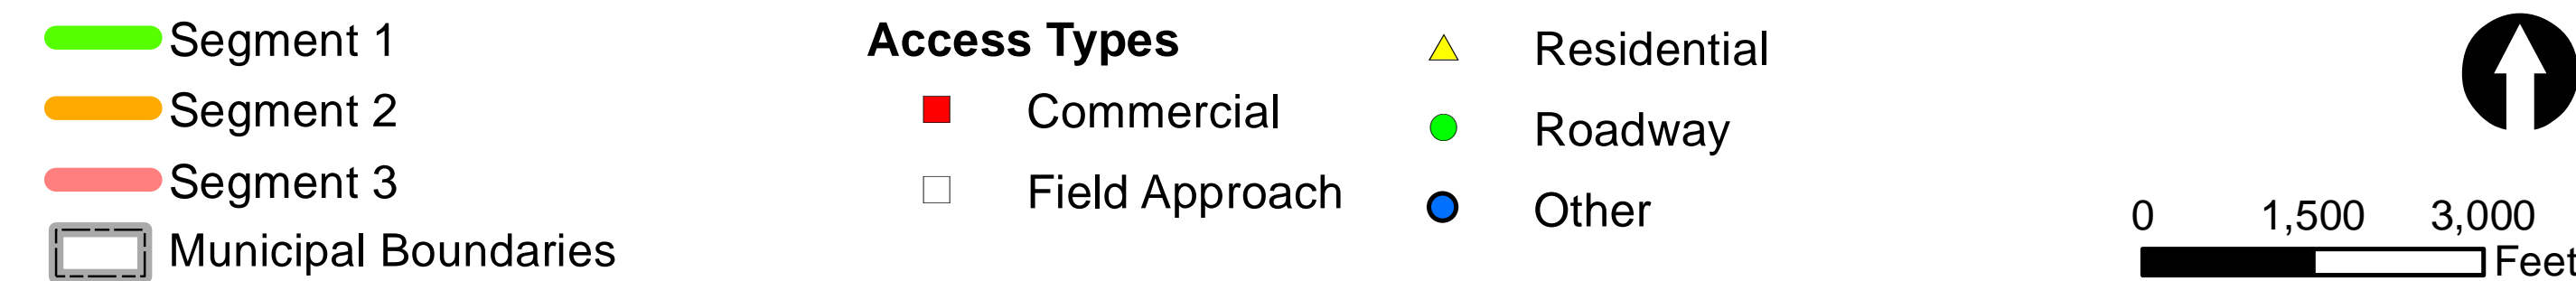 Segment 1
Segment 2
Segment 3
Municipal Boundaries
Access Types
Commercial
Field Approach
Residential
Roadway
Other
0 1,500 3,000
Feet